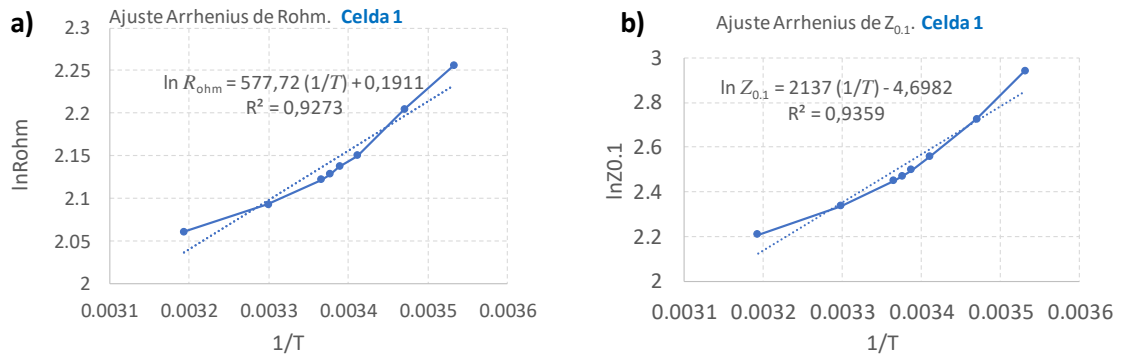 a)
Ajuste Arrhenius de Rohm. Celda 1
2.3
2.25
2.2
2.15
2.1
2.05
2
ln R_ohm = 577,72 (1/T) + 0,1911
R² = 0,9273
lnRohm
0.0031 0.0032 0.0033 0.0034 0.0035 0.0036
1/T
b)
Ajuste Arrhenius de Z_0.1. Celda 1
3
2.8
2.6
2.4
2.2
2
ln Z_0.1 = 2137 (1/T) - 4,6982
R² = 0,9359
lnZ0.1
0.0031 0.0032 0.0033 0.0034 0.0035 0.0036
1/T